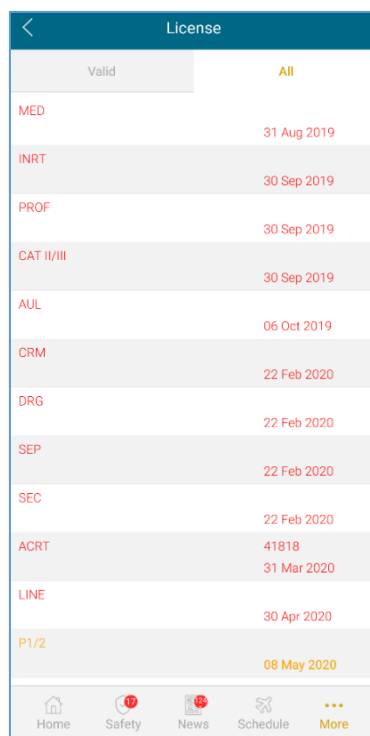 License
Valid All
MED
31 Aug 2019
INRT
30 Sep 2019
PROF
30 Sep 2019
CAT II/III
30 Sep 2019
AUL
06 Oct 2019
CRM
22 Feb 2020
DRG
22 Feb 2020
SEP
22 Feb 2020
SEC
22 Feb 2020
ACRT 41818
31 Mar 2020
LINE
30 Apr 2020
P1/2
08 May 2020
17 124
Home Safety News Schedule More